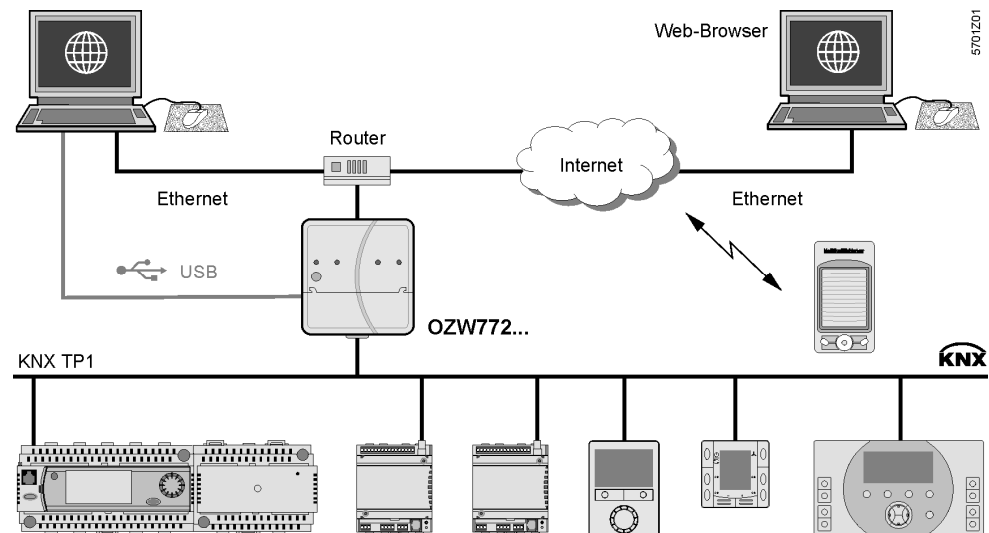 Web-Browser
5701Z01
Router
Internet
Ethernet
Ethernet
USB
OZW772...
KNX TP1
KNX